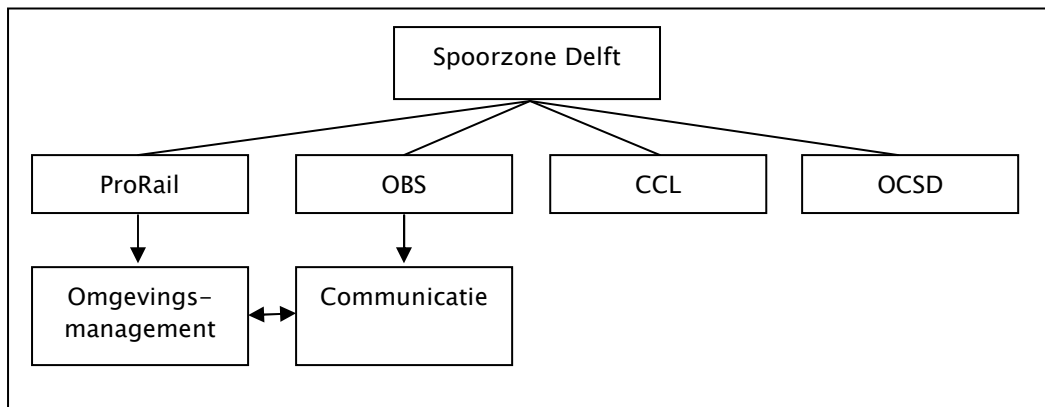 Spoorzone Delft
ProRail
OBS
CCL
OCSD
Omgevings-
management
Communicatie